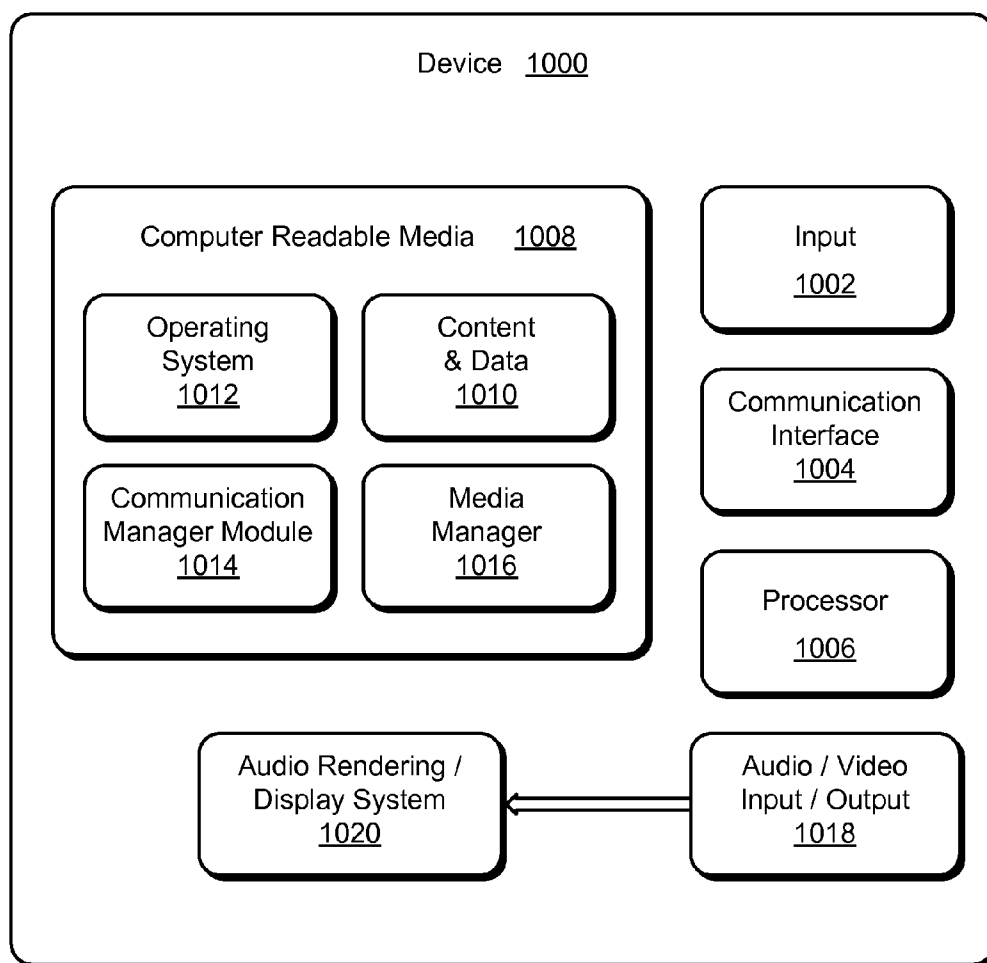 Device 1000
Computer Readable Media 1008
Operating
System
1012
Content
& Data
1010
Communication
Manager Module
1014
Media
Manager
1016
Input
1002
Communication
Interface
1004
Processor
1006
Audio Rendering /
Display System
1020
Audio / Video
Input / Output
1018